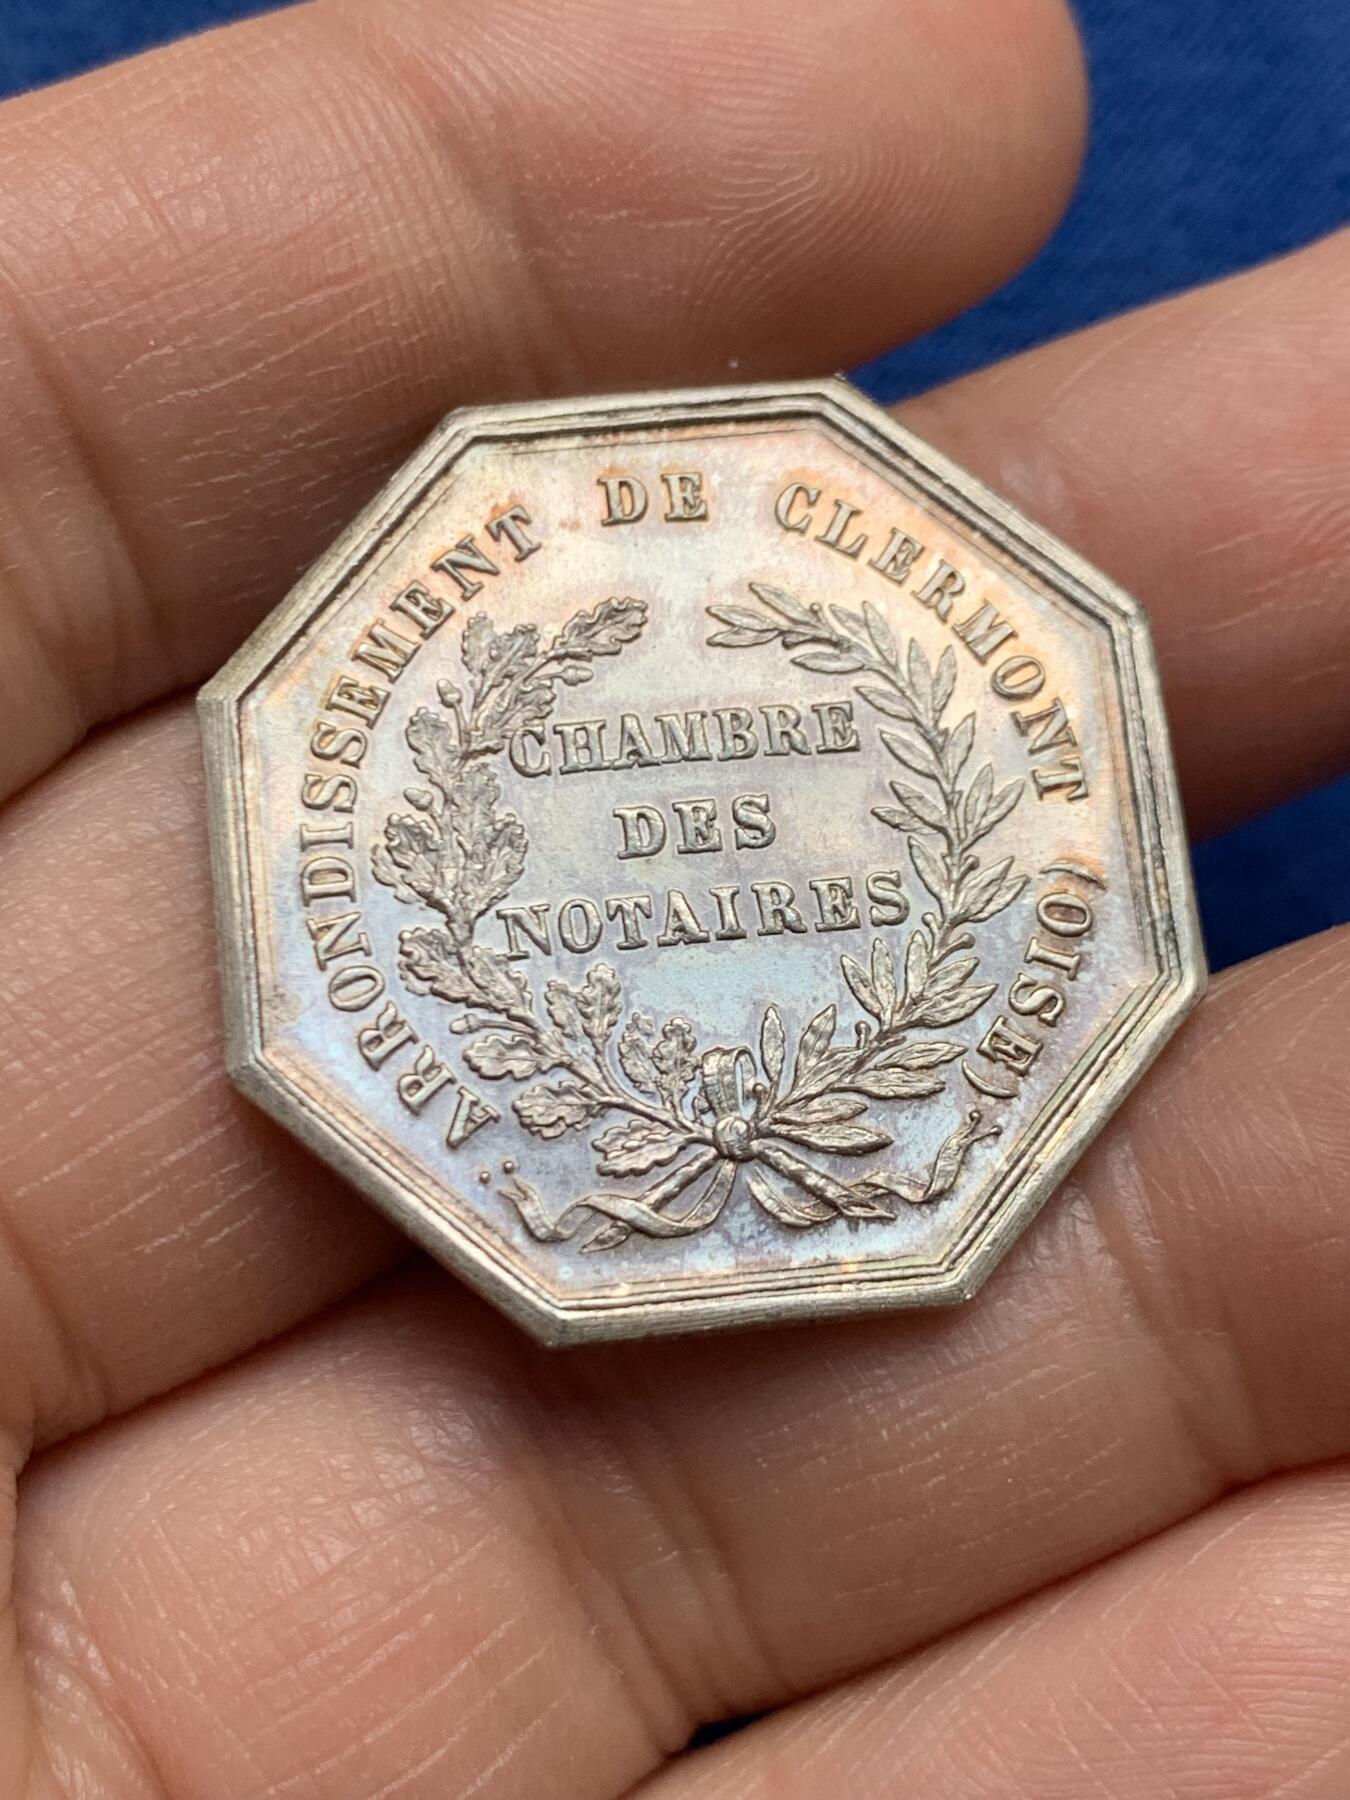 ARRONDISSEMENT DE CLERMONT (OISE)
CHAMBRE
DES
NOTAIRES